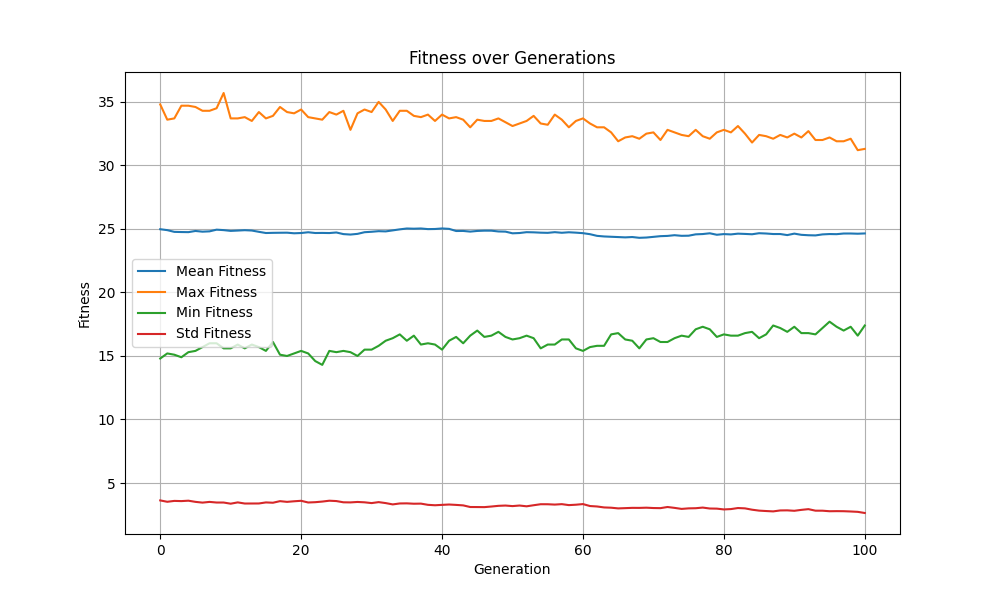 Fitness over Generations
Fitness
35
30
25
20
15
10
5
Mean Fitness
Max Fitness
Min Fitness
Std Fitness
0
20
40
60
80
100
Generation